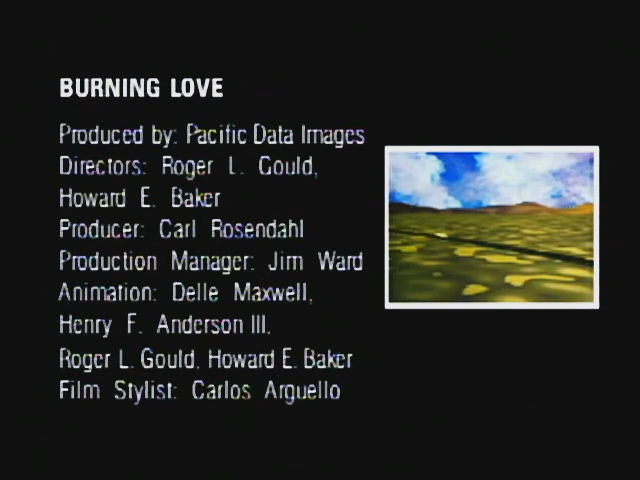 BURNING LOVE
Produced by: Pacific Data Images
Directors: Roger L. Gould,
Howard E. Baker
Producer: Carl Rosendahl
Production Manager: Jim Ward
Animation: Delle Maxwell,
Henry F. Anderson III,
Roger L. Gould, Howard E. Baker
Film Stylist: Carlos Arguello